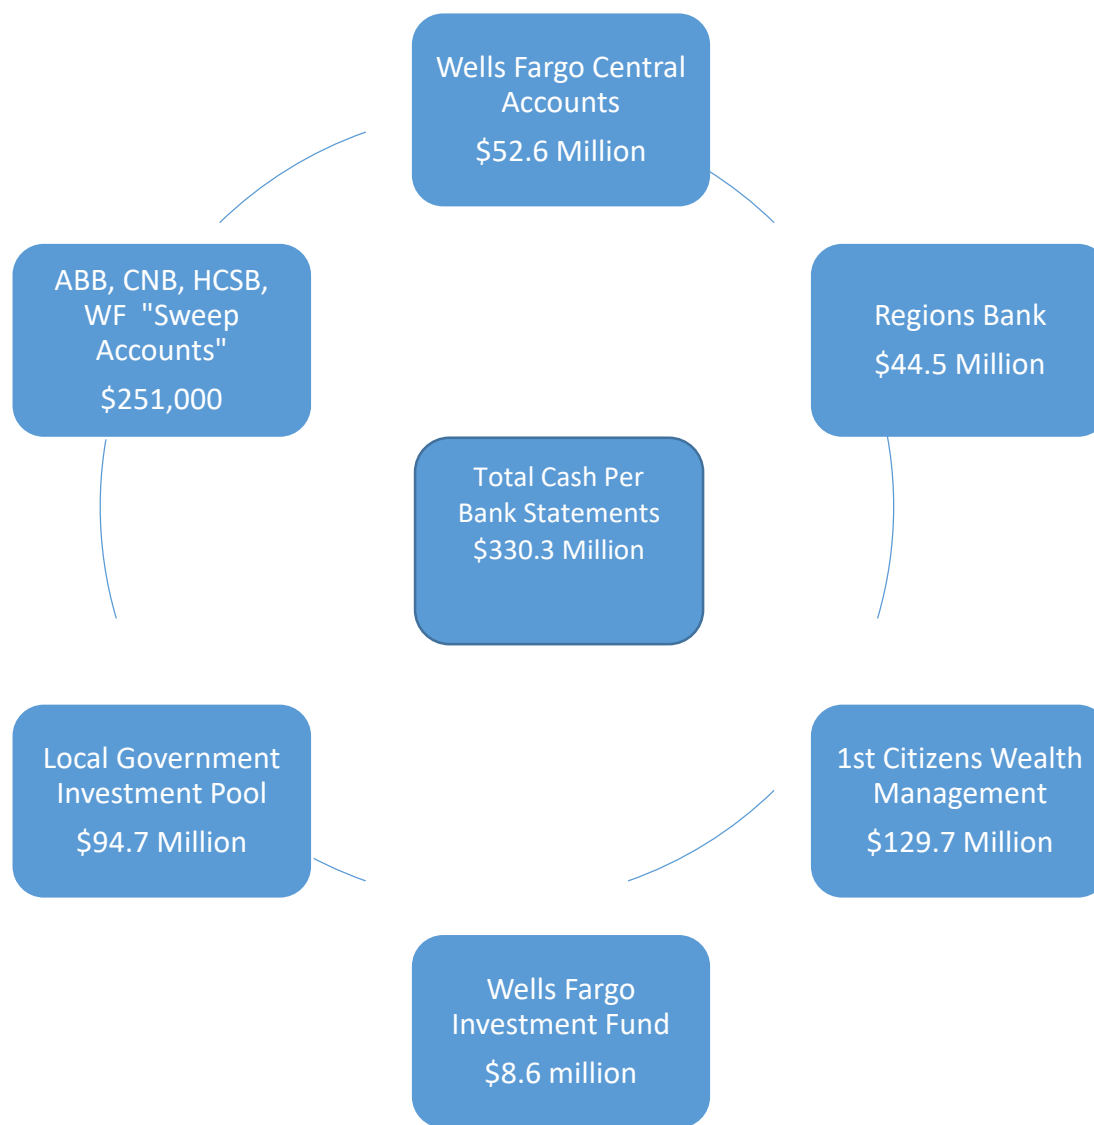 Wells Fargo Central
Accounts
$52.6 Million
ABB, CNB, HCSB,
WF "Sweep
Accounts"
$251,000
Regions Bank
$44.5 Million
Total Cash Per
Bank Statements
$330.3 Million
Local Government
Investment Pool
$94.7 Million
1st Citizens Wealth
Management
$129.7 Million
Wells Fargo
Investment Fund
$8.6 million